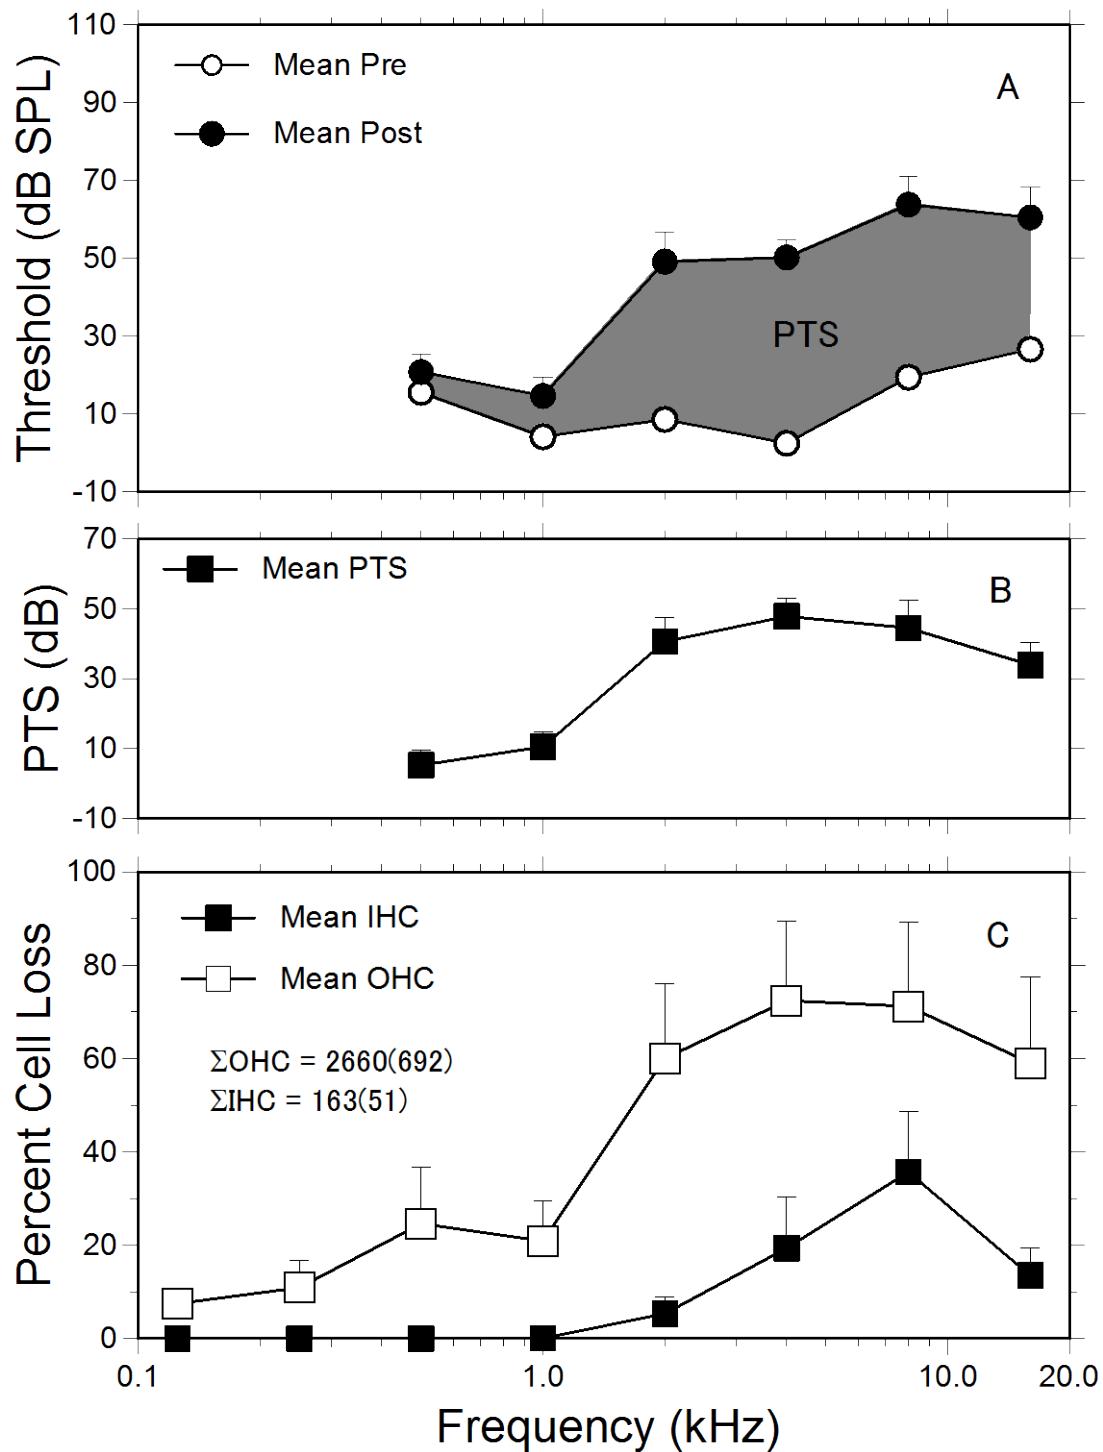 110
90
70
50
30
10
-10
Threshold (dB SPL)
Mean Pre
Mean Post
A
PTS
70
50
30
10
-10
PTS (dB)
Mean PTS
B
100
80
60
40
20
0
Percent Cell Loss
Mean IHC
Mean OHC
C
ΣOHC = 2660(692)
ΣIHC = 163(51)
0.1 1.0 10.0 20.0
Frequency (kHz)